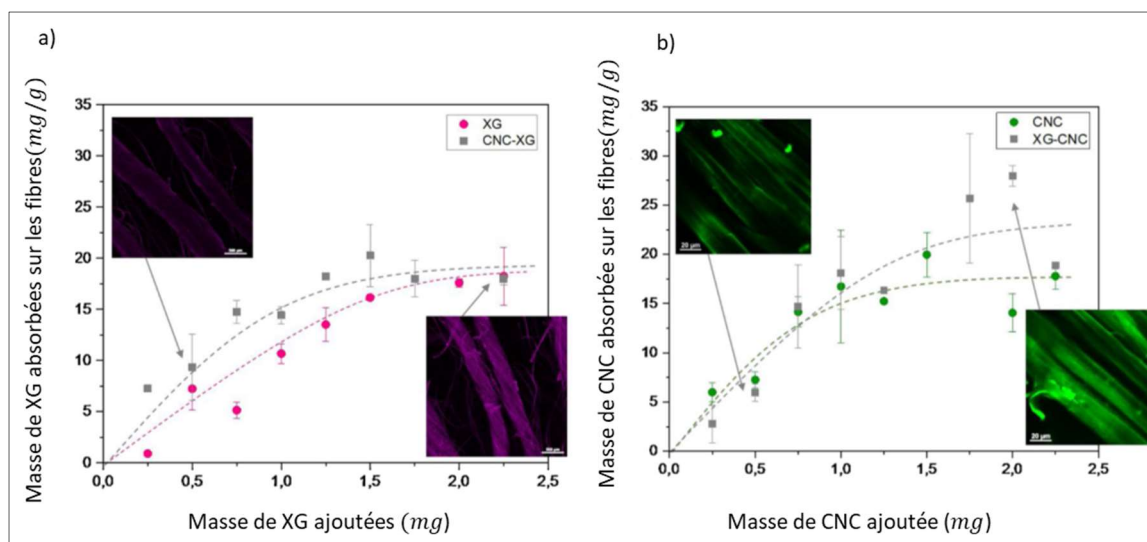 a)
Masse de XG absorbées sur les fibres(mg/g)
35
30
25
20
15
10
5
0
XG
CNC-XG
0,0 0,5 1,0 1,5 2,0 2,5
Masse de XG ajoutées (mg)
b)
Masse de CNC absorbée sur les fibres(mg/g)
35
30
25
20
15
10
5
0
CNC
XG-CNC
20 µm
20 µm
0,0 0,5 1,0 1,5 2,0 2,5
Masse de CNC ajoutée (mg)